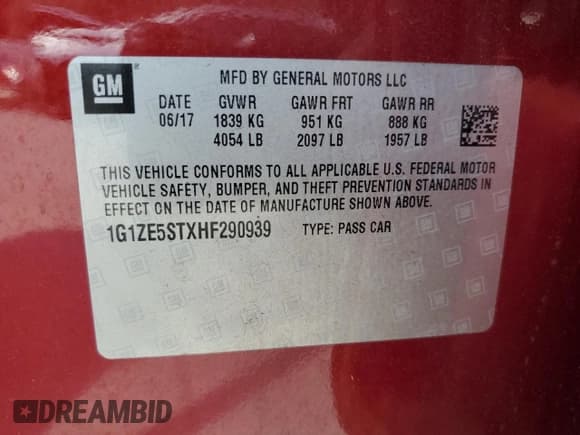 GM ® MFD BY GENERAL MOTORS LLC
DATE GVWR GAWR FRT GAWR RR
06/17 1839 KG 951 KG 888 KG
4054 LB 2097 LB 1957 LB
THIS VEHICLE CONFORMS TO ALL APPLICABLE U.S. FEDERAL MOTOR
VEHICLE SAFETY, BUMPER, AND THEFT PREVENTION STANDARDS IN
EFFECT ON THE DATE OF MANUFACTURE SHOWN ABOVE.
1G1ZE5STXHF290939 TYPE: PASS CAR
DREAMBID